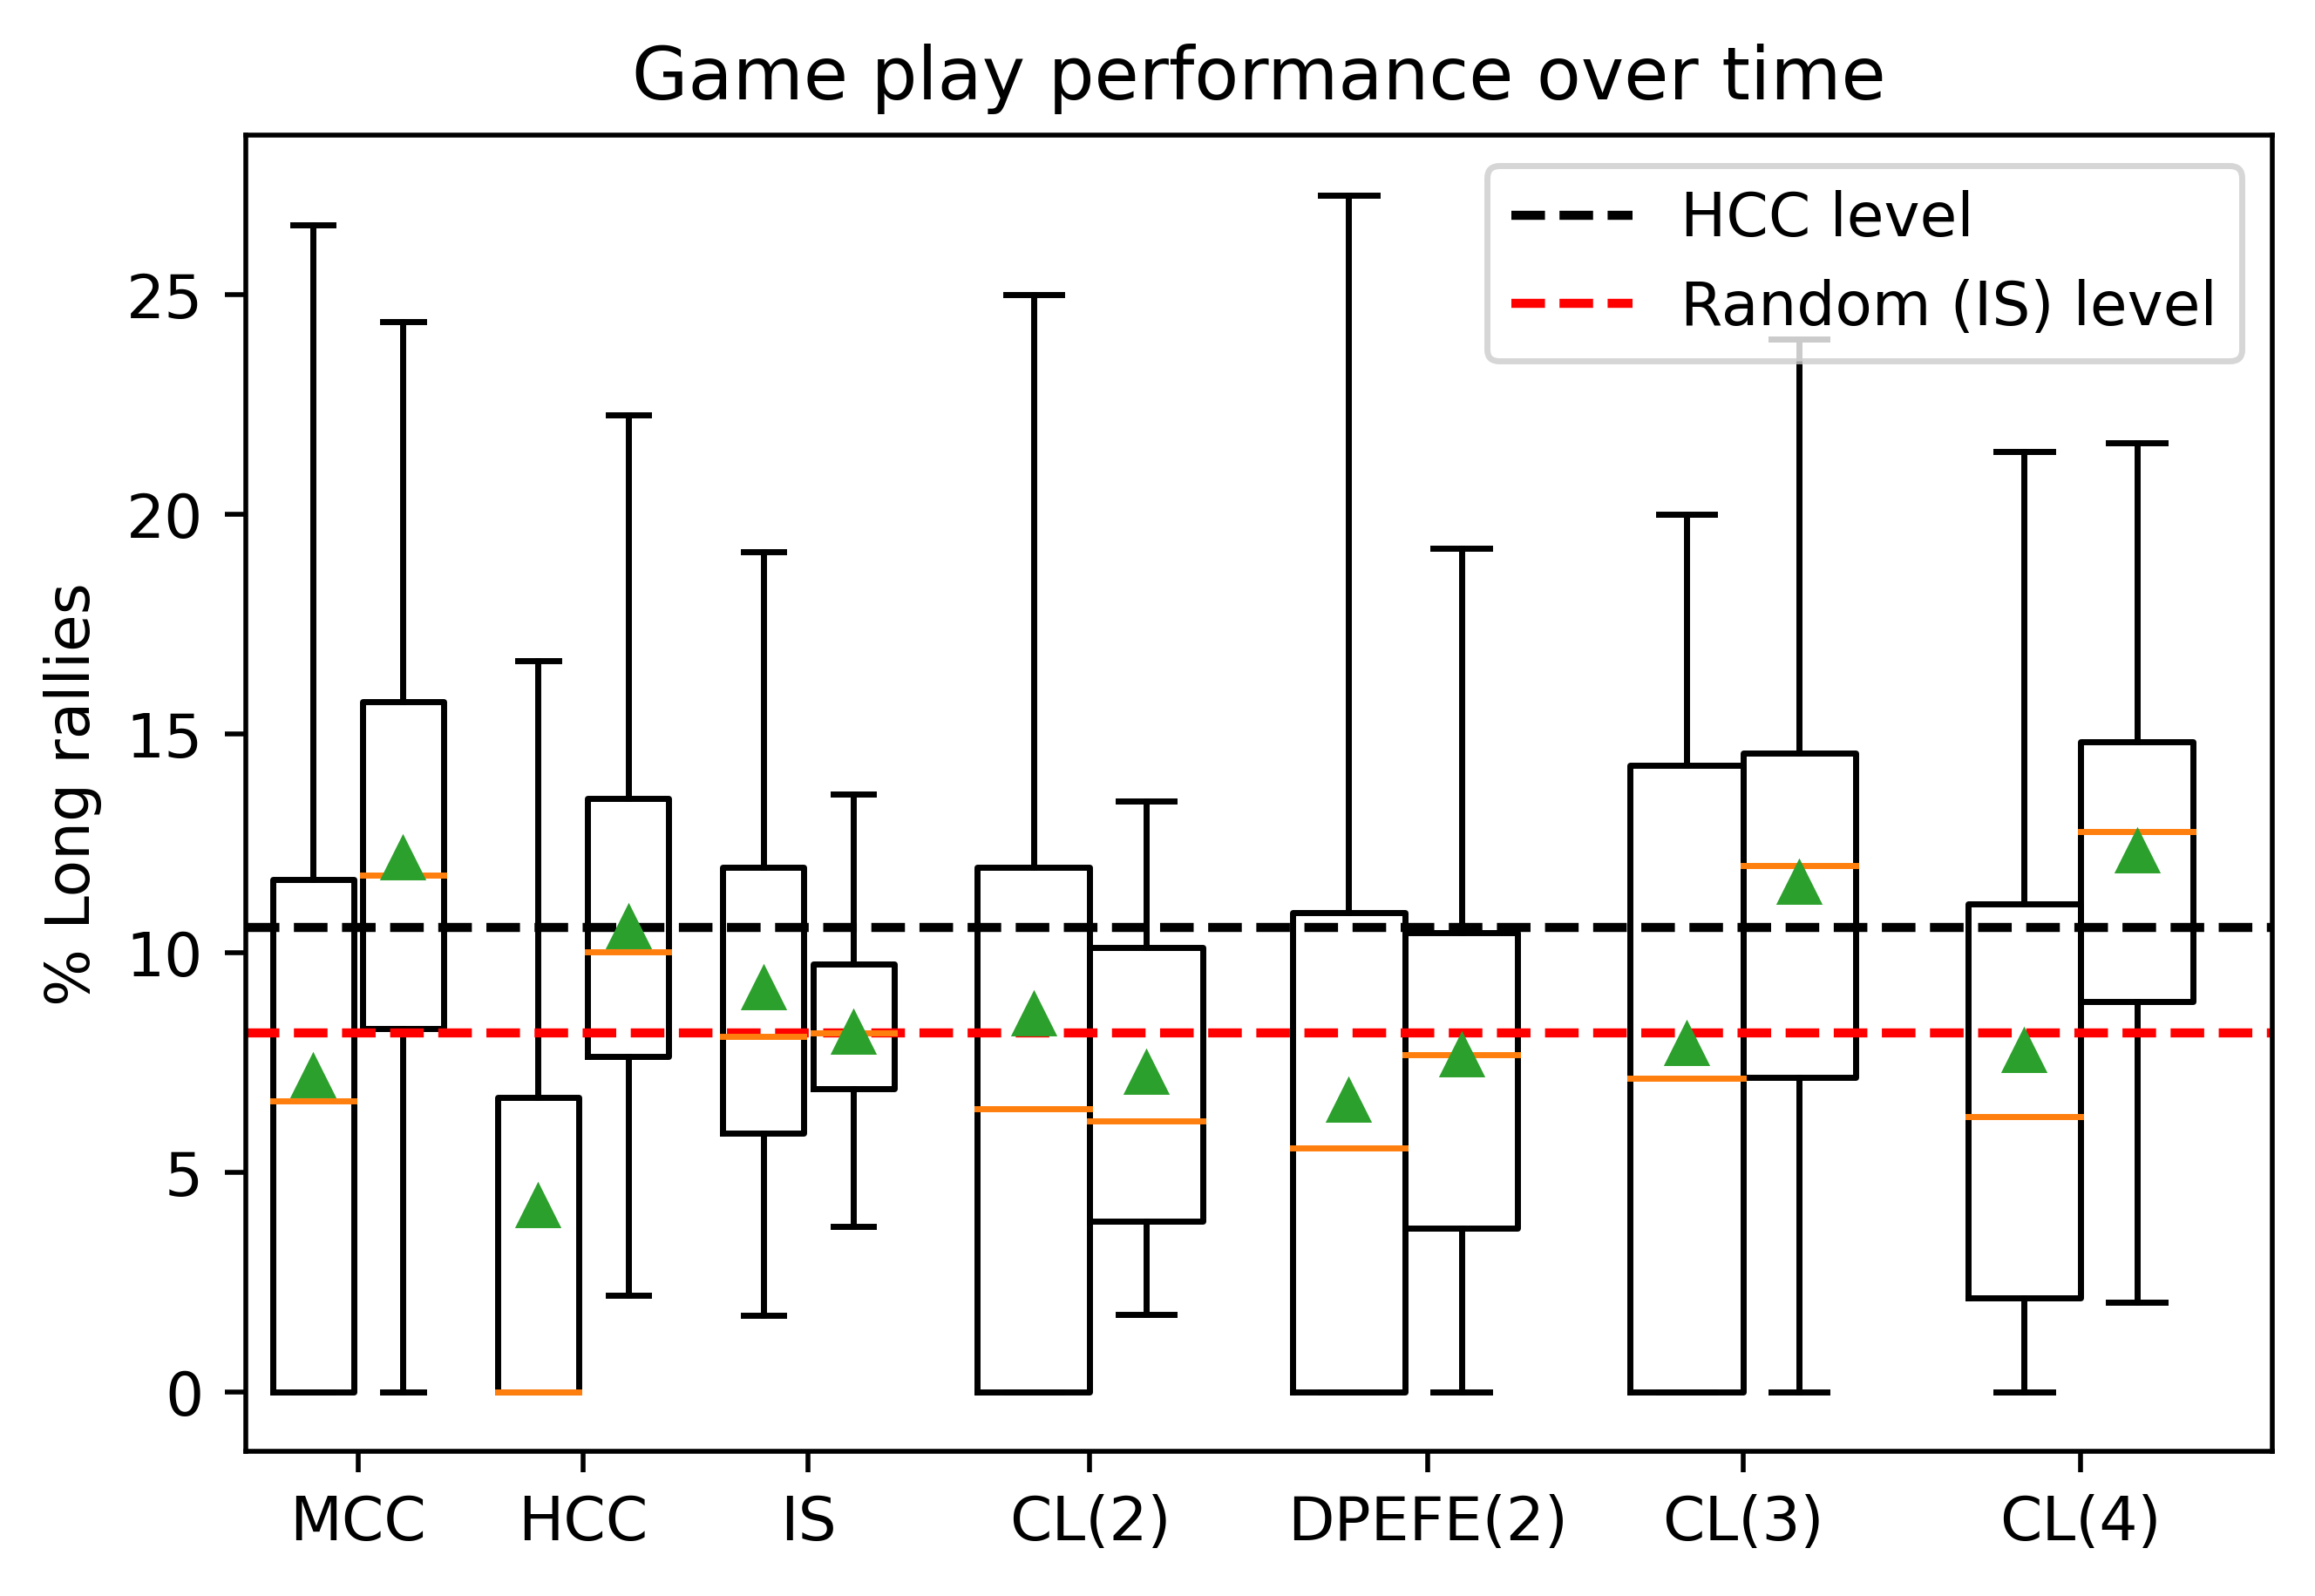 Game play performance over time
HCC level
Random (IS) level
% Long rallies
25
20
15
10
5
0
MCC HCC IS CL(2) DPEFE(2) CL(3) CL(4)